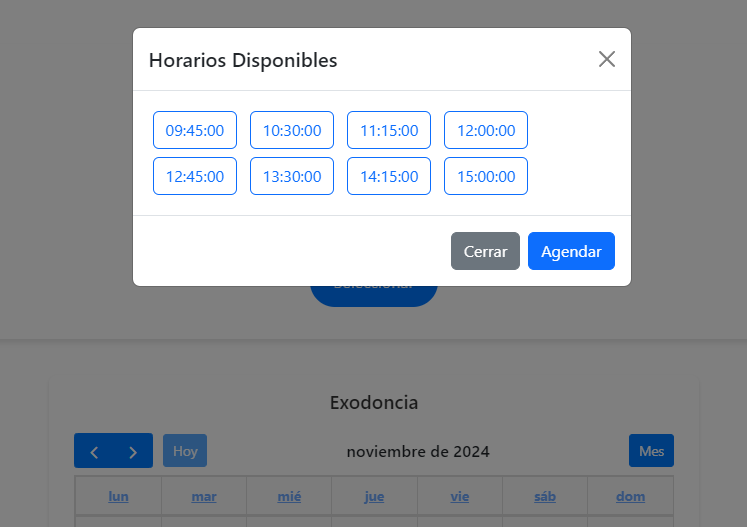 Horarios Disponibles
09:45:00 10:30:00 11:15:00 12:00:00
12:45:00 13:30:00 14:15:00 15:00:00
Cerrar Agendar
Exodoncia
Hoy noviembre de 2024 Mes
lun mar mié jue vie sáb dom